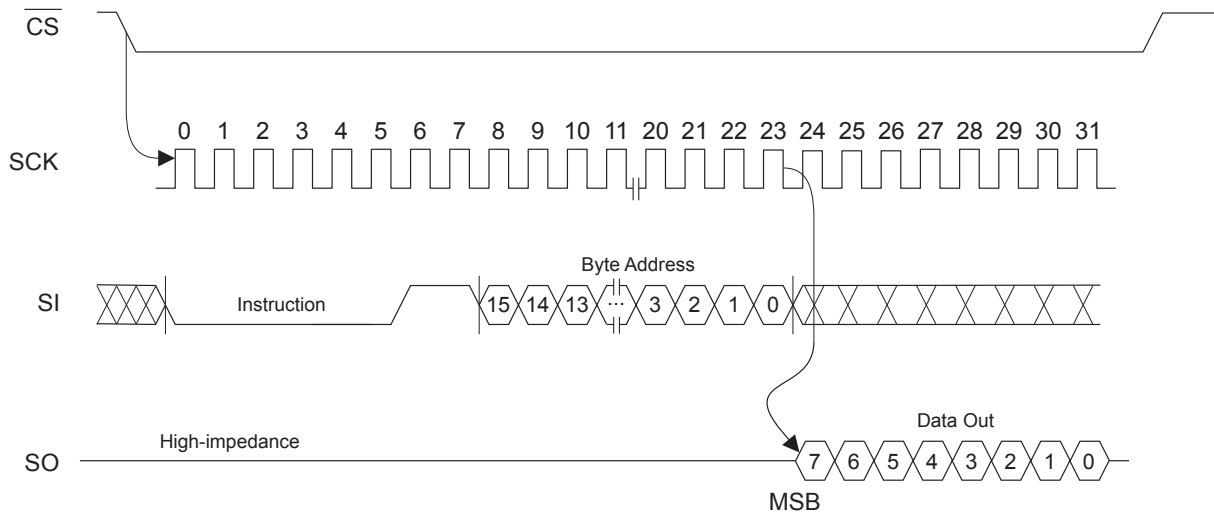 CS
0 1 2 3 4 5 6 7 8 9 10 11 20 21 22 23 24 25 26 27 28 29 30 31
SCK
Byte Address
SI Instruction 15 14 13 ... 3 2 1 0
Data Out
High-impedance
SO 7 6 5 4 3 2 1 0
MSB